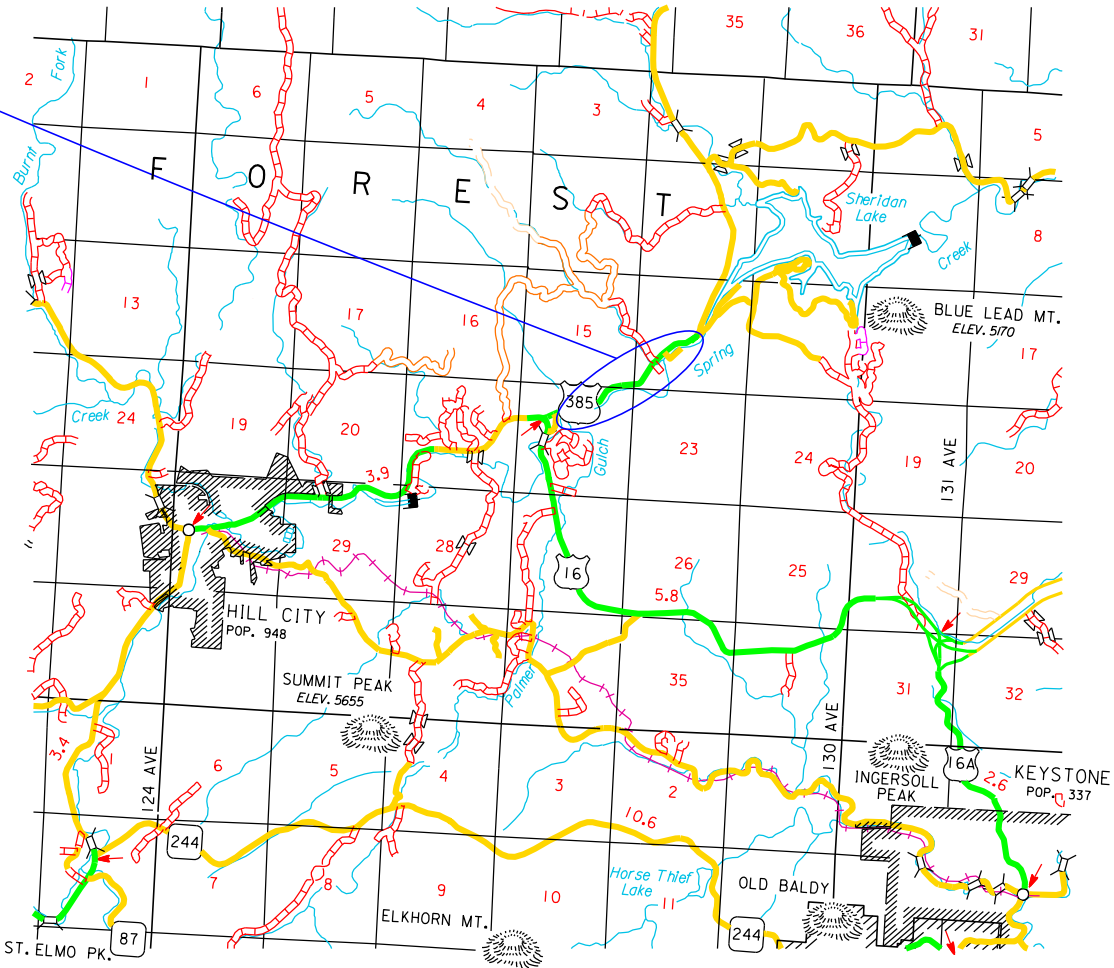 35
36
31
2
Fork
1
6
5
4
3
5
Burnt
F O R E S T
Sheridan
Lake
8
Creek
13
17
16
15
BLUE LEAD MT.
ELEV. 5170
Spring
17
385
Creek
24
19
20
Gulch
23
24
19
20
131 AVE
3.9
29
28
16
26
25
29
5.8
HILL CITY
POP. 948
SUMMIT PEAK
ELEV. 5655
Palmer
35
31
32
3.4
124 AVE
130 AVE
6
5
4
3
2
16A
2.6
INGERSOLL
PEAK
KEYSTONE
POP. 337
10.6
244
7
8
9
10
11
Horse Thief
Lake
OLD BALDY
ELKHORN MT.
87
244
ST. ELMO PK.